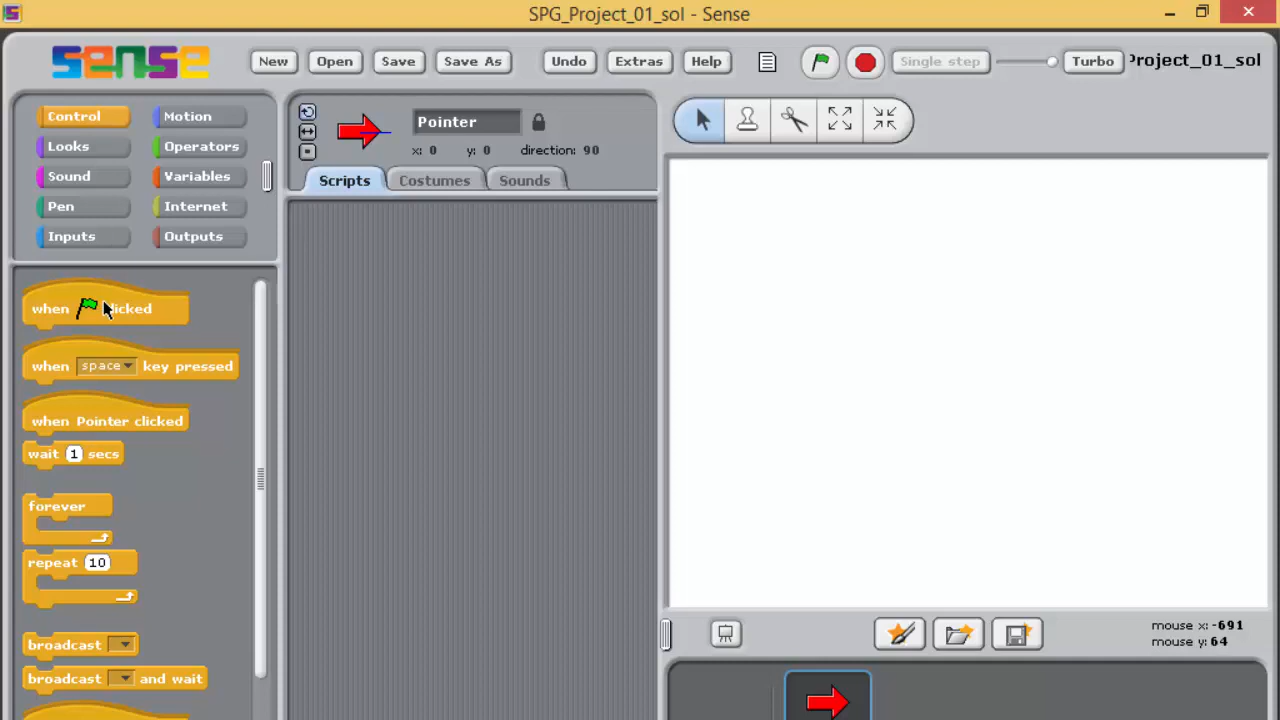 SPG_Project_01_sol - Sense
sense
New Open Save Save As Undo Extras Help Single step Turbo Project_01_sol
Control Motion
Looks Operators
Sound Variables
Pen Internet
Inputs Outputs
Pointer
x: 0 y: 0 direction: 90
Scripts Costumes Sounds
when clicked
when space key pressed
when Pointer clicked
wait 1 secs
forever
repeat 10
broadcast
broadcast and wait
mouse x: -691
mouse y: 64